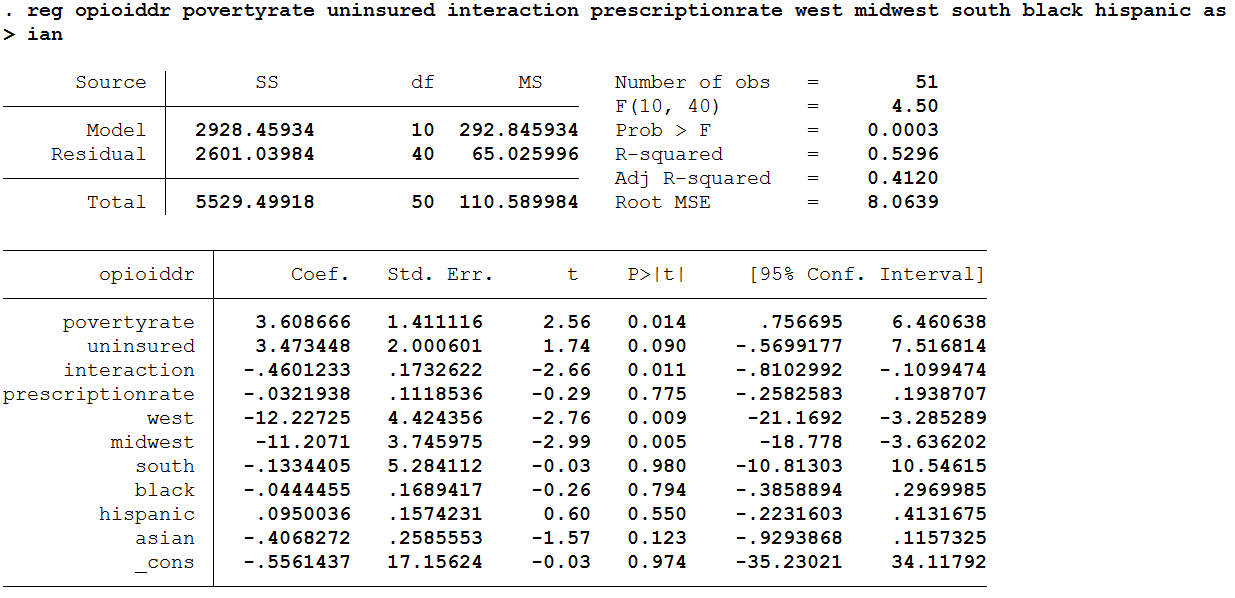 . reg opioiddr povertyrate uninsured interaction prescriptionrate west midwest south black hispanic as
> ian
Source SS df MS Number of obs = 51
F(10, 40) = 4.50
Model 2928.45934 10 292.845934 Prob > F = 0.0003
Residual 2601.03984 40 65.025996 R-squared = 0.5296
Adj R-squared = 0.4120
Total 5529.49918 50 110.589984 Root MSE = 8.0639
opioiddr Coef. Std. Err. t P>|t| [95% Conf. Interval]
povertyrate 3.608666 1.411116 2.56 0.014 .756695 6.460638
uninsured 3.473448 2.000601 1.74 0.090 -.5699177 7.516814
interaction -.4601233 .1732622 -2.66 0.011 -.8102992 -.1099474
prescriptionrate -.0321938 .1118536 -0.29 0.775 -.2582583 .1938707
west -12.22725 4.424356 -2.76 0.009 -21.1692 -3.285289
midwest -11.2071 3.745975 -2.99 0.005 -18.778 -3.636202
south -.1334405 5.284112 -0.03 0.980 -10.81303 10.54615
black -.0444455 .1689417 -0.26 0.794 -.3858894 .2969985
hispanic .0950036 .1574231 0.60 0.550 -.2231603 .4131675
asian -.4068272 .2585553 -1.57 0.123 -.9293868 .1157325
_cons -.5561437 17.15624 -0.03 0.974 -35.23021 34.11792